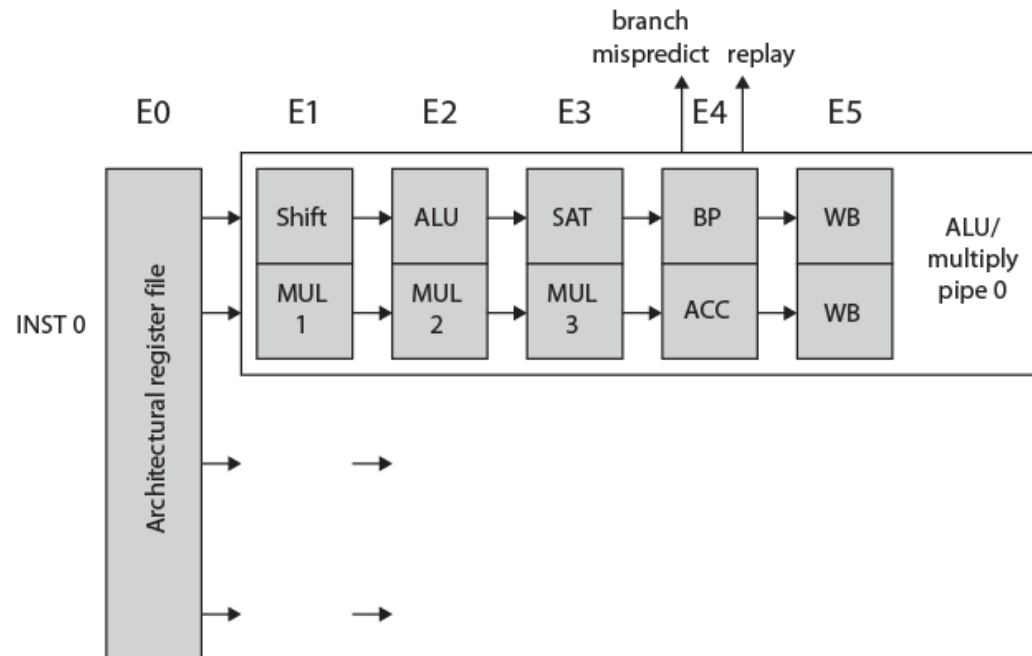 branch
mispredict replay
E0 E1 E2 E3 E4 E5
Shift ALU SAT BP WB
ALU/
multiply
pipe 0
MUL
1
MUL
2
MUL
3
ACC WB
INST 0
Architectural register file